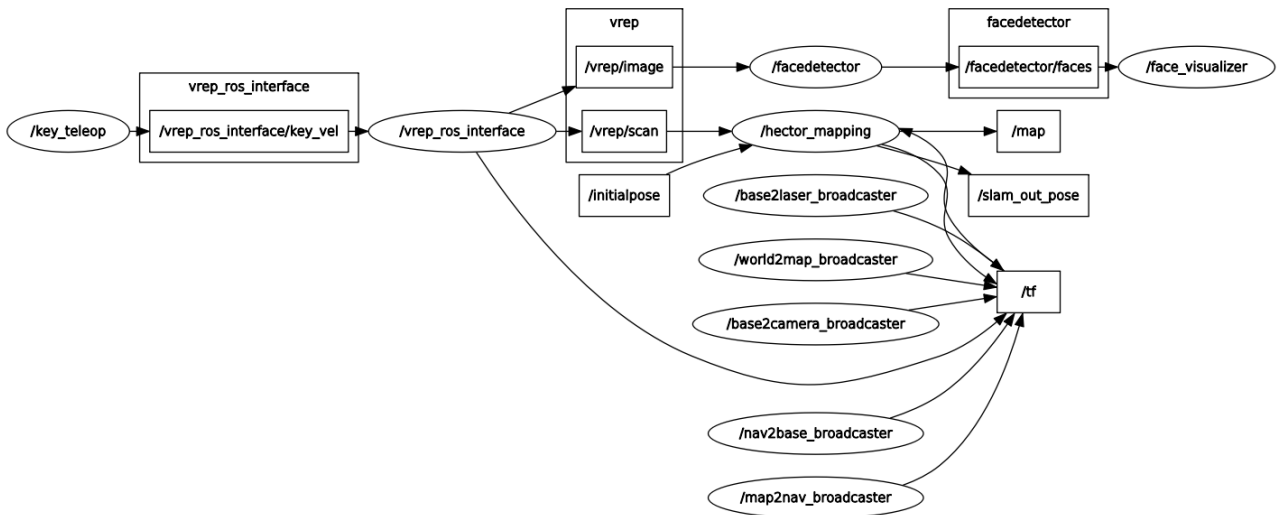 vrep
facedetector
/vrep/image
/facedetector
/facedetector/faces
/face_visualizer
vrep_ros_interface
/key_teleop
/vrep_ros_interface/key_vel
/vrep_ros_interface
/vrep/scan
/hector_mapping
/map
/initialpose
/base2laser_broadcaster
/slam_out_pose
/world2map_broadcaster
/tf
/base2camera_broadcaster
/nav2base_broadcaster
/map2nav_broadcaster